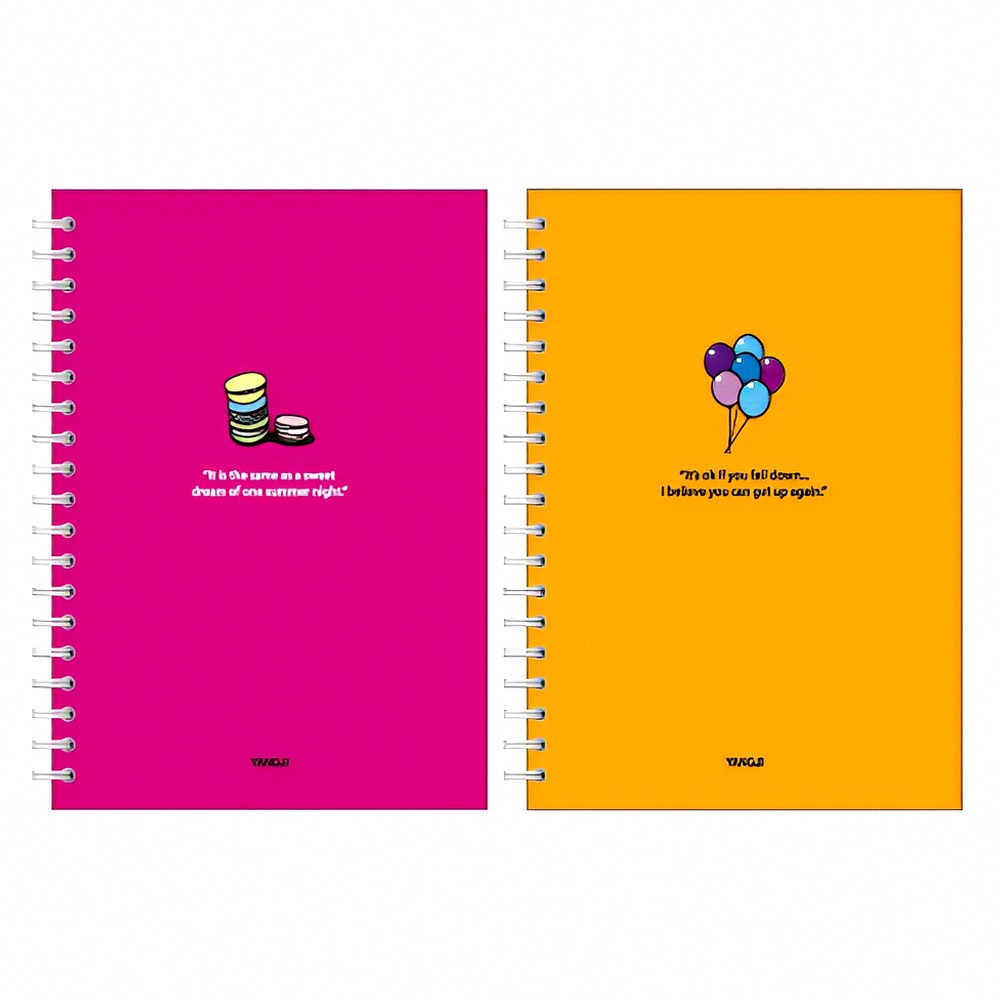 "It is the same as a sweet
dream of one summer night."
"It's ok if you fall down...
I believe you can get up again."